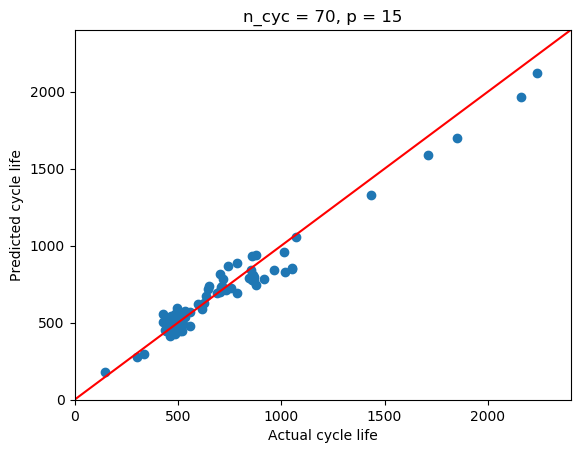 n_cyc = 70, p = 15
Predicted cycle life
2000
1500
1000
500
0
0 500 1000 1500 2000
Actual cycle life